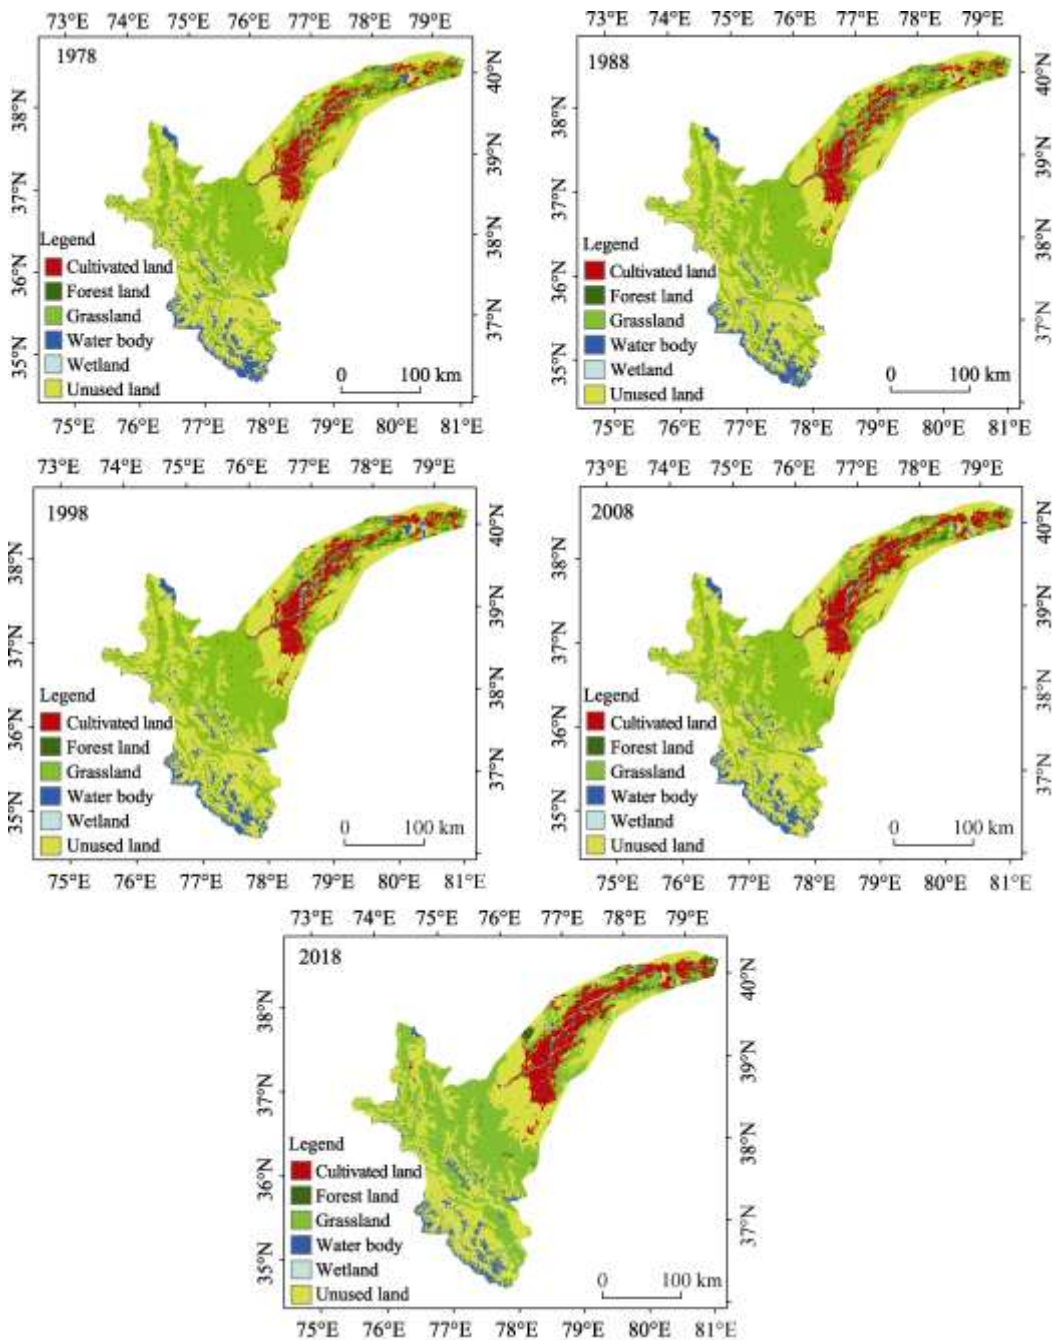 73°E 74°E 75°E 76°E 77°E 78°E 79°E
1978
38°N 37°N 36°N 35°N
40°N 39°N 38°N 37°N
Legend
Cultivated land
Forest land
Grassland
Water body
Wetland
Unused land
0 100 km
75°E 76°E 77°E 78°E 79°E 80°E 81°E
73°E 74°E 75°E 76°E 77°E 78°E 79°E
1988
38°N 37°N 36°N 35°N
40°N 39°N 38°N 37°N
Legend
Cultivated land
Forest land
Grassland
Water body
Wetland
Unused land
0 100 km
75°E 76°E 77°E 78°E 79°E 80°E 81°E
73°E 74°E 75°E 76°E 77°E 78°E 79°E
1998
38°N 37°N 36°N 35°N
40°N 39°N 38°N 37°N
Legend
Cultivated land
Forest land
Grassland
Water body
Wetland
Unused land
0 100 km
75°E 76°E 77°E 78°E 79°E 80°E 81°E
73°E 74°E 75°E 76°E 77°E 78°E 79°E
2008
38°N 37°N 36°N 35°N
40°N 39°N 38°N 37°N
Legend
Cultivated land
Forest land
Grassland
Water body
Wetland
Unused land
0 100 km
75°E 76°E 77°E 78°E 79°E 80°E 81°E
73°E 74°E 75°E 76°E 77°E 78°E 79°E
2018
38°N 37°N 36°N 35°N
40°N 39°N 38°N 37°N
Legend
Cultivated land
Forest land
Grassland
Water body
Wetland
Unused land
0 100 km
75°E 76°E 77°E 78°E 79°E 80°E 81°E